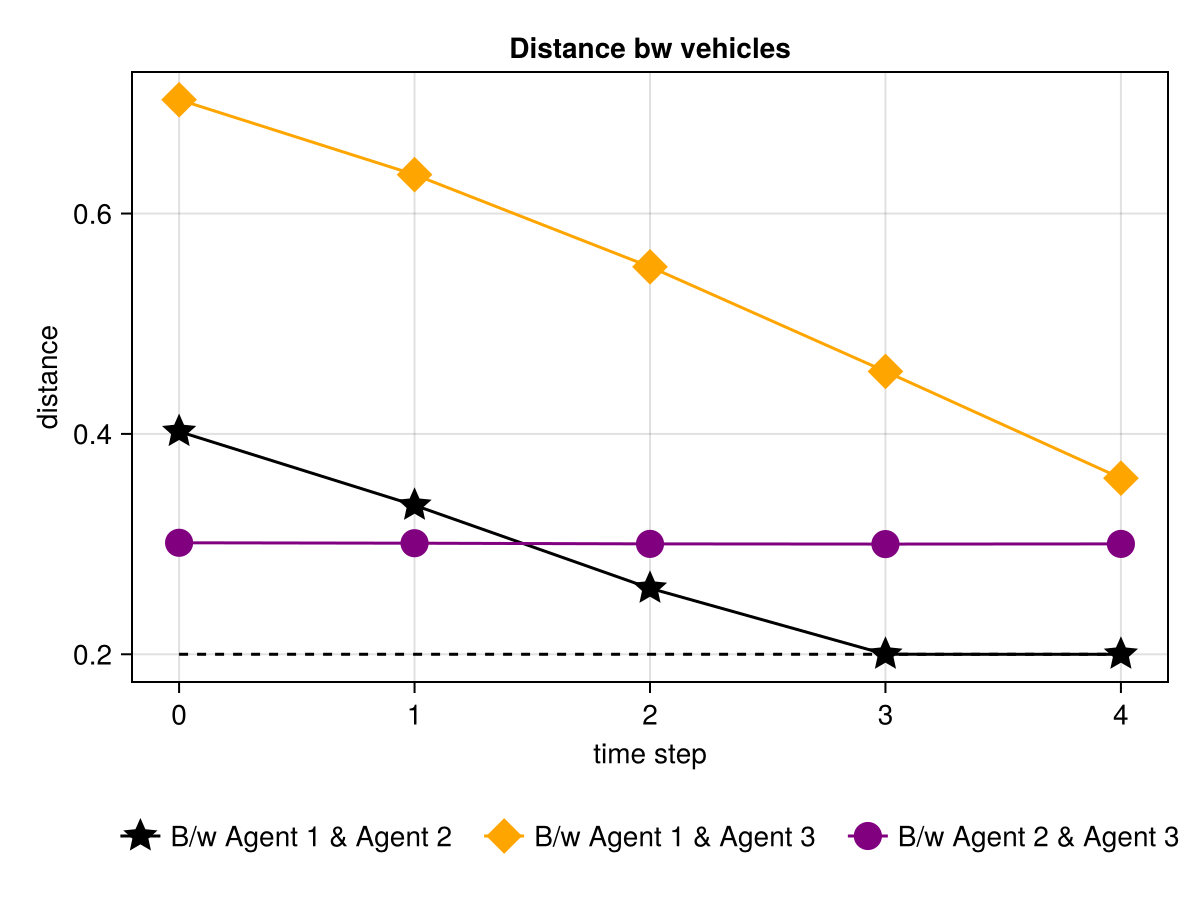 Distance bw vehicles
distance
0.6
0.4
0.2
0 1 2 3 4
time step
B/w Agent 1 & Agent 2 B/w Agent 1 & Agent 3 B/w Agent 2 & Agent 3